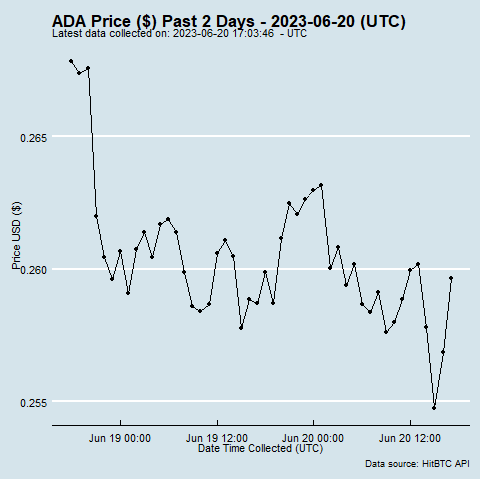 ADA Price ($) Past 2 Days - 2023-06-20 (UTC)
Latest data collected on: 2023-06-20 17:03:46  - UTC
0.265
0.260
0.255
Price USD ($)
Jun 19 00:00 Jun 19 12:00 Jun 20 00:00 Jun 20 12:00
Date Time Collected (UTC)
Data source: HitBTC API